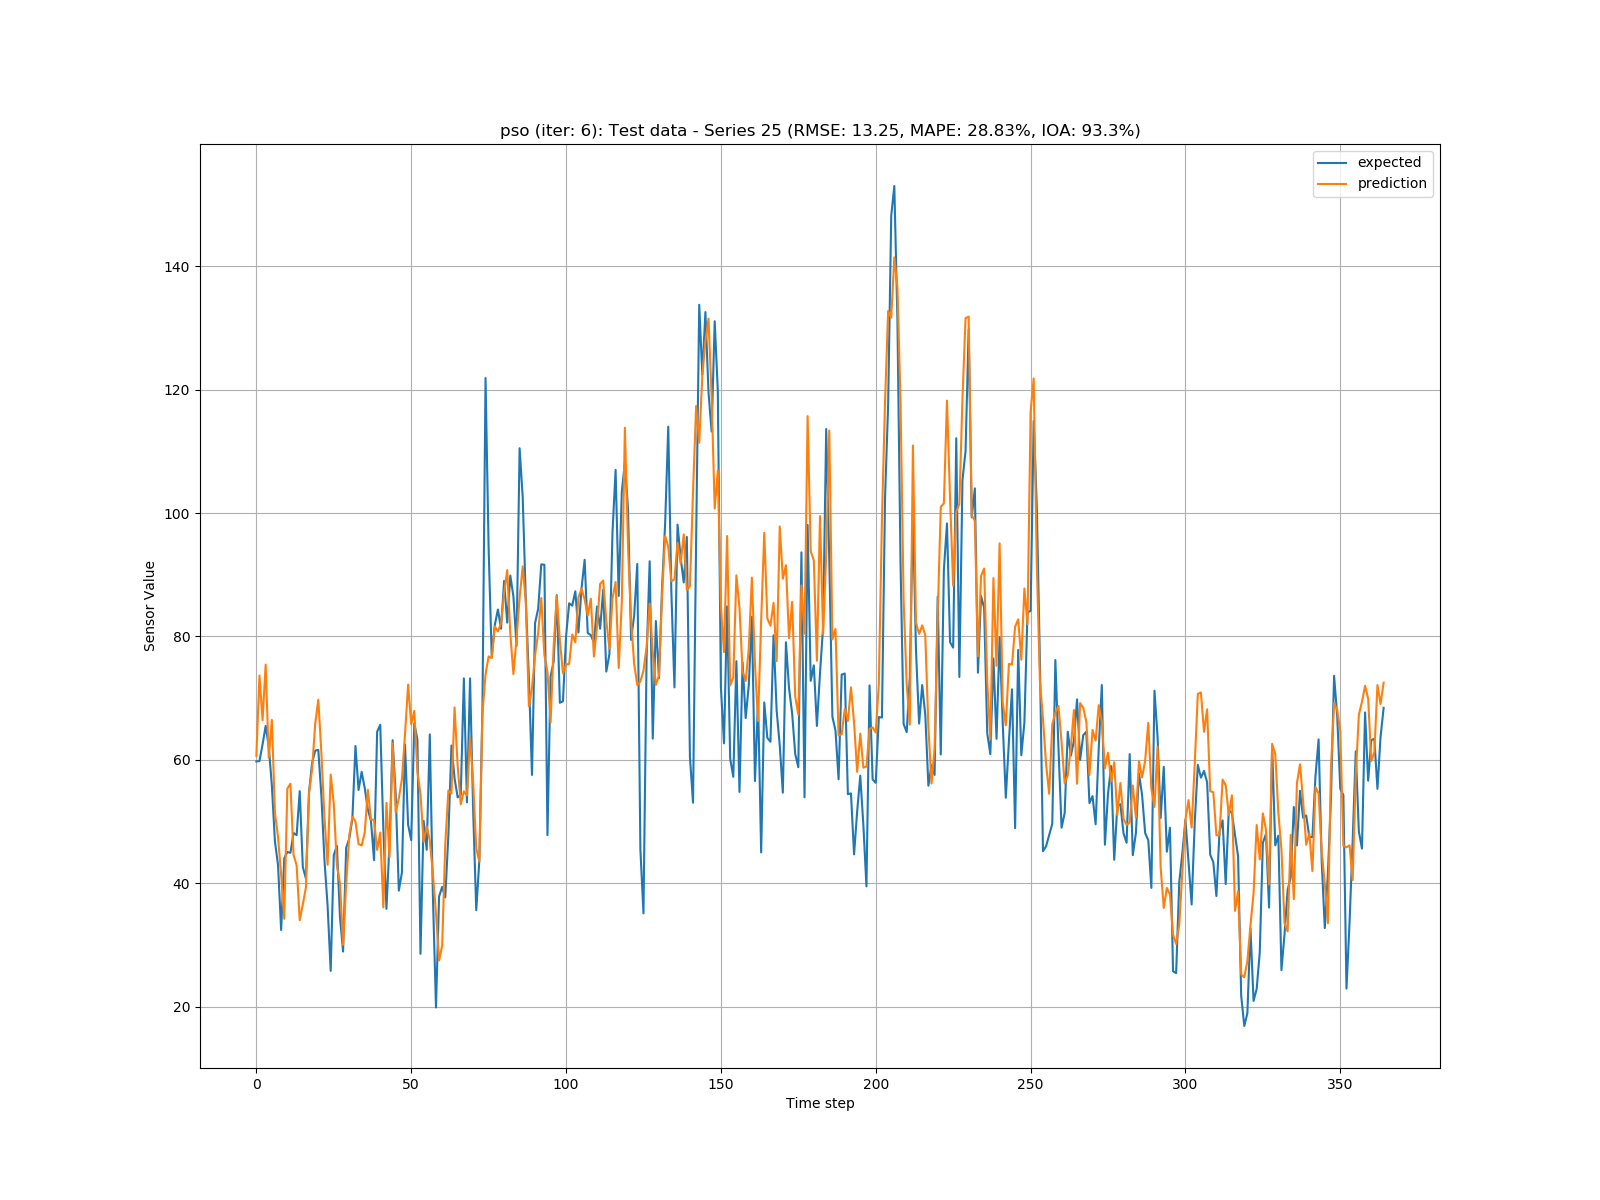 pso (iter: 6): Test data - Series 25 (RMSE: 13.25, MAPE: 28.83%, IOA: 93.3%)
expected
prediction
140
120
100
80
60
40
20
Sensor Value
0 50 100 150 200 250 300 350
Time step